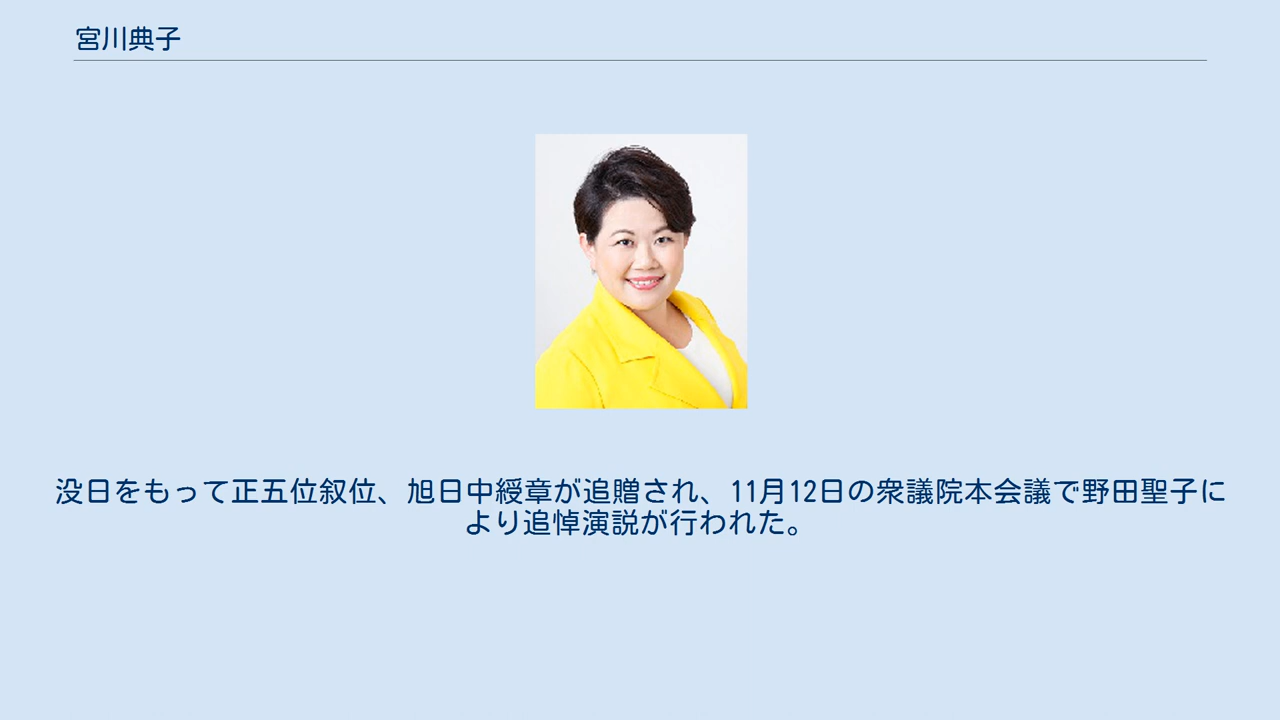 宮川典子
没日をもって正五位叙位、旭日中綬章が追贈され、11月12日の衆議院本会議で野田聖子に
より追悼演説が行われた。